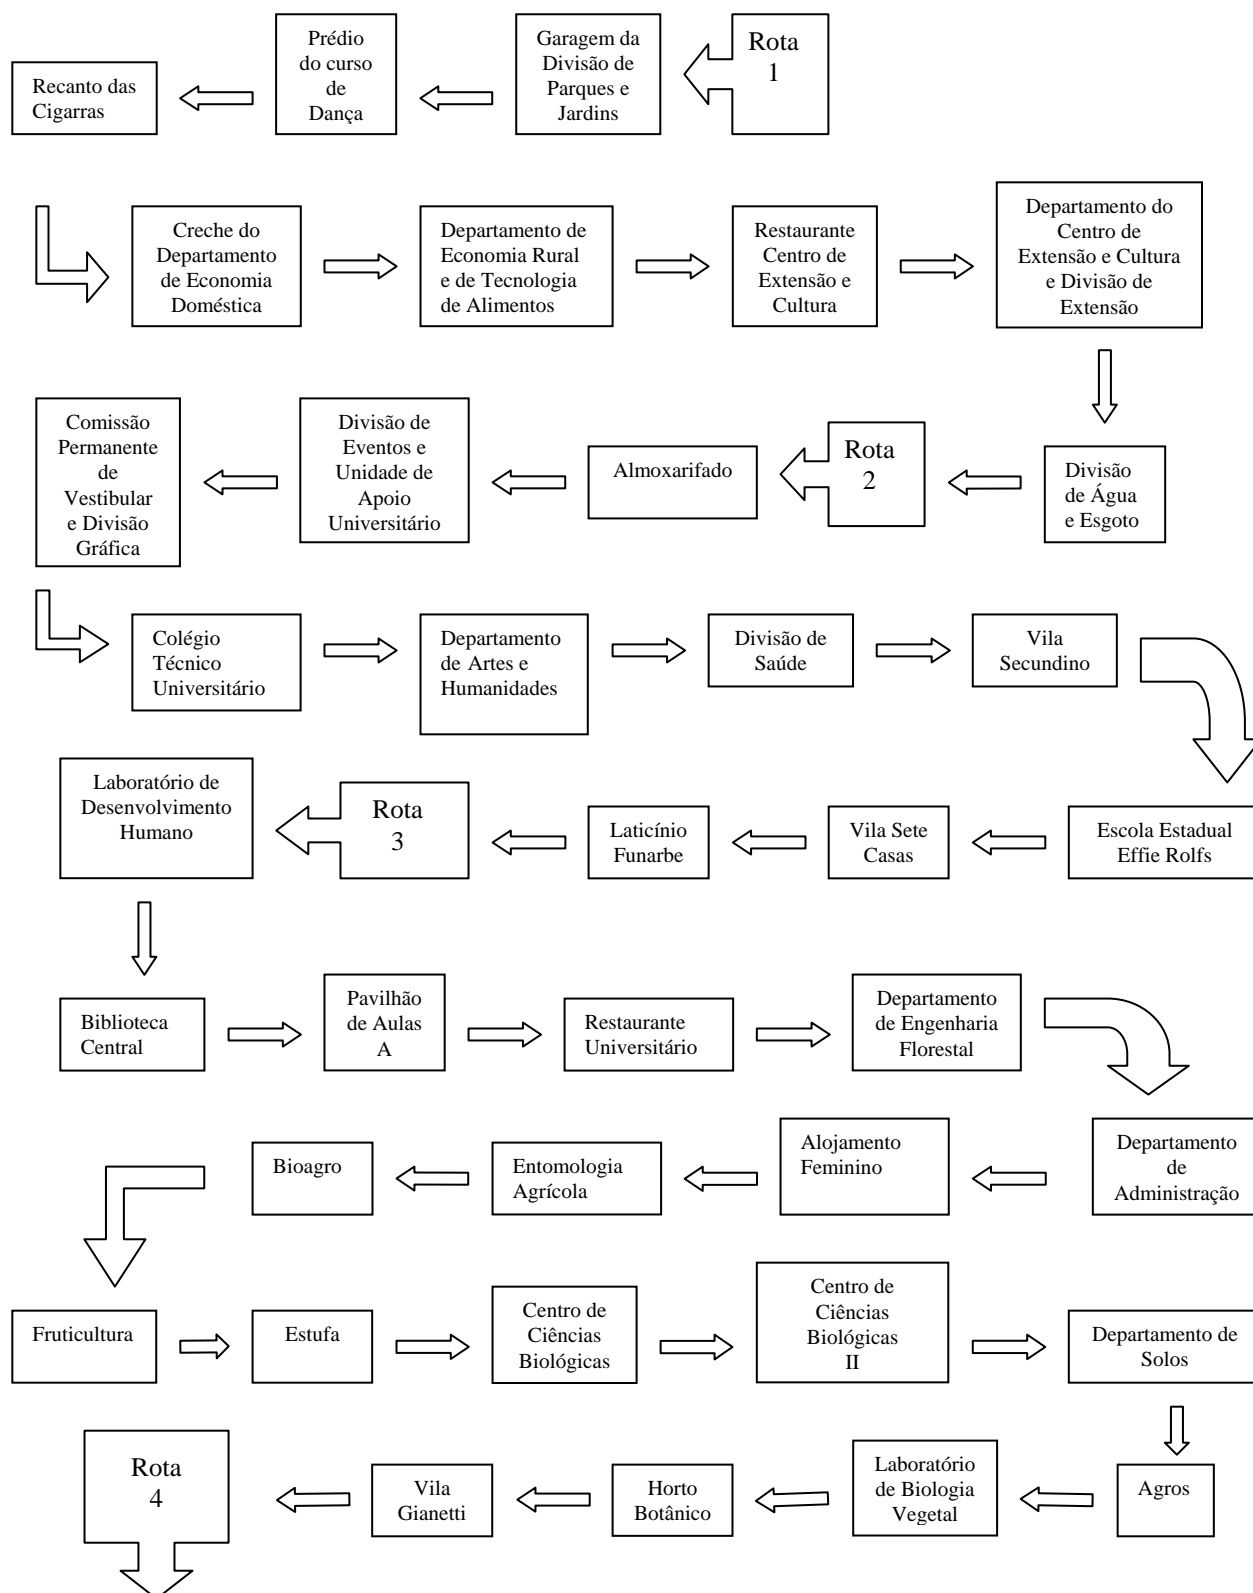 Rota
1
Garagem da
Divisão de
Parques e
Jardins
Prédio
do curso
de
Dança
Recanto das
Cigarras
Creche do
Departamento
de Economia
Doméstica
Departamento de
Economia Rural
e de Tecnologia
de Alimentos
Restaurante
Centro de
Extensão e
Cultura
Departamento do
Centro de
Extensão e Cultura
e Divisão de
Extensão
Divisão
de Água
e Esgoto
Rota
2
Almoxarifado
Divisão de
Eventos e
Unidade de
Apoio
Universitário
Comissão
Permanente
de
Vestibular
e Divisão
Gráfica
Colégio
Técnico
Universitário
Departamento
de Artes e
Humanidades
Divisão de
Saúde
Vila
Secundino
Escola Estadual
Effie Rolfs
Vila Sete
Casas
Laticínio
Funarbe
Rota
3
Laboratório de
Desenvolvimento
Humano
Biblioteca
Central
Pavilhão
de Aulas
A
Restaurante
Universitário
Departamento
de Engenharia
Florestal
Departamento
de
Administração
Alojamento
Feminino
Entomologia
Agrícola
Bioagro
Fruticultura
Estufa
Centro de
Ciências
Biológicas
Centro de
Ciências
Biológicas
II
Departamento de
Solos
Agros
Laboratório
de Biologia
Vegetal
Horto
Botânico
Vila
Gianetti
Rota
4